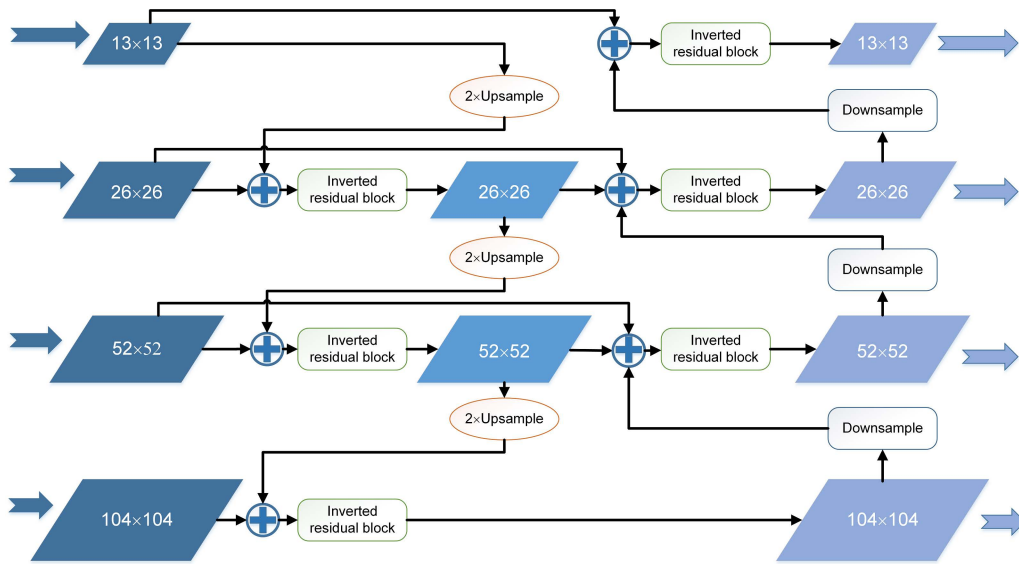 13×13
Inverted
residual block
13×13
2×Upsample
Downsample
26×26
Inverted
residual block
26×26
Inverted
residual block
26×26
2×Upsample
Downsample
52×52
Inverted
residual block
52×52
Inverted
residual block
52×52
2×Upsample
Downsample
104×104
Inverted
residual block
104×104